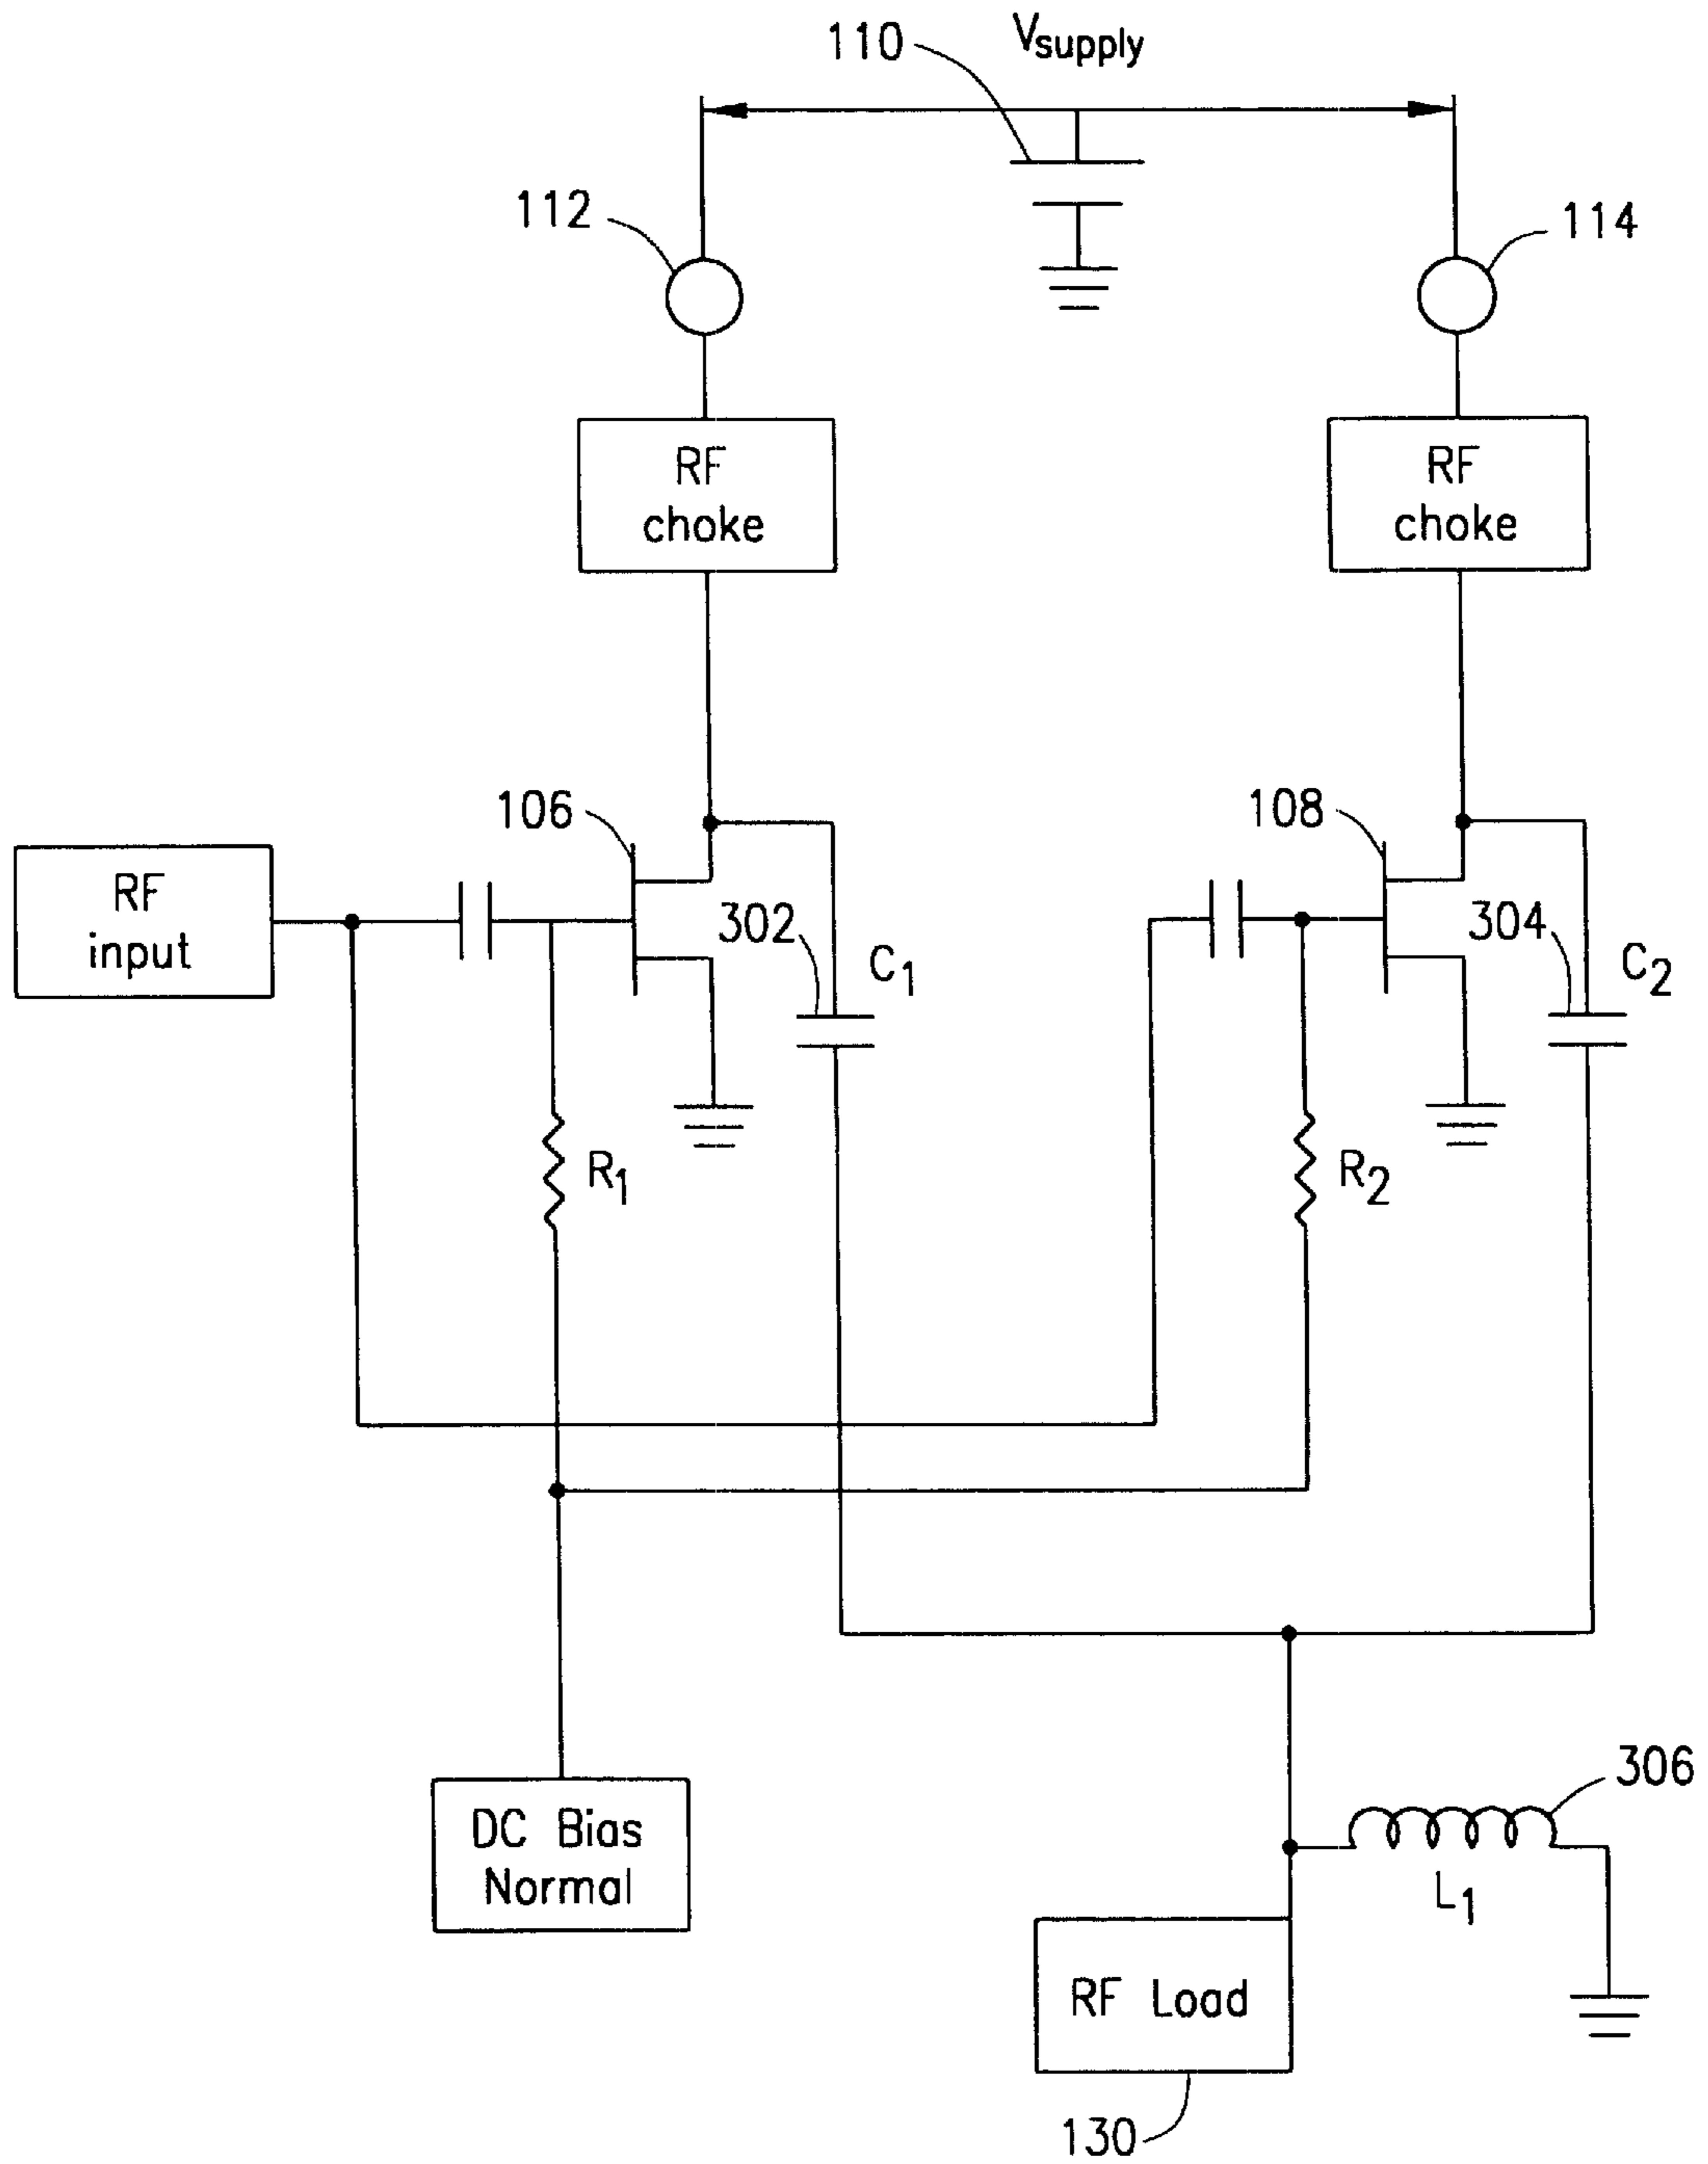 110
Vsupply
112
114
RF
choke
RF
choke
106
108
RF
input
302
C1
304
C2
R1
R2
DC Bias
Normal
306
L1
RF Load
130